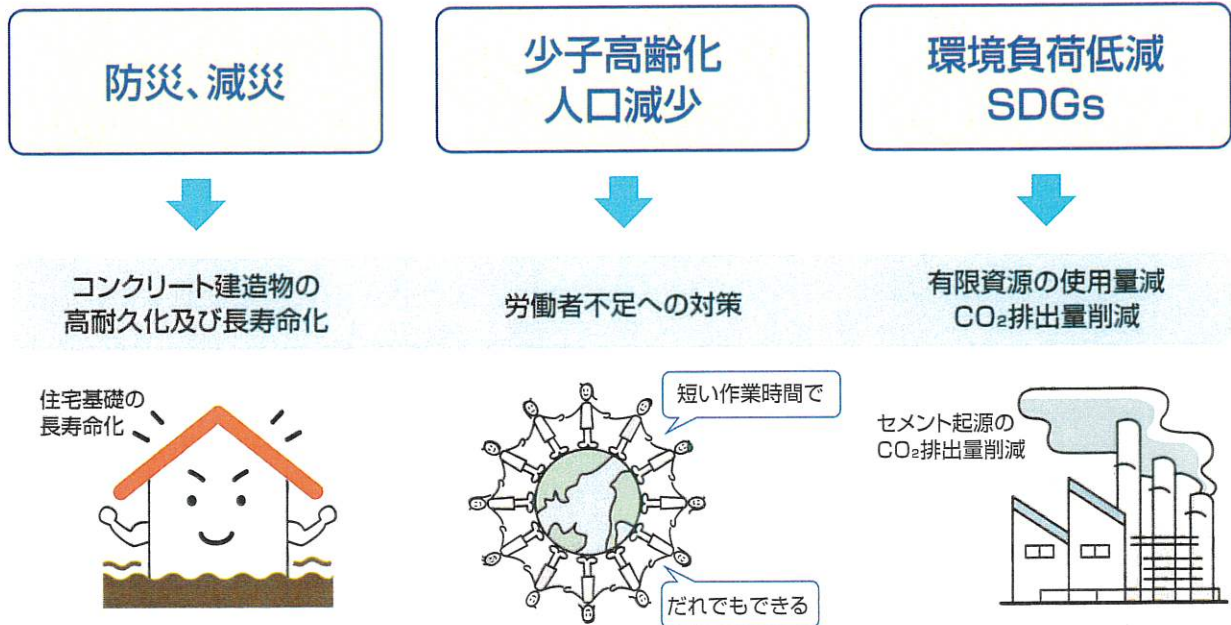 防災、減災
少子高齢化
人口減少
環境負荷低減
SDGs
コンクリート建造物の
高耐久化及び長寿命化
労働者不足への対策
有限資源の使用量減
CO₂排出量削減
住宅基礎の
長寿命化
短い作業時間で
だれでもできる
セメント起源の
CO₂排出量削減